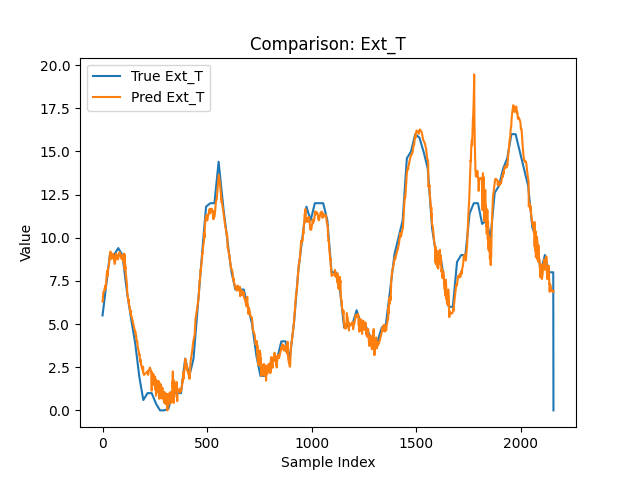 Comparison: Ext_T
True Ext_T
Pred Ext_T
20.0
17.5
15.0
12.5
10.0
7.5
5.0
2.5
0.0
Value
0 500 1000 1500 2000
Sample Index